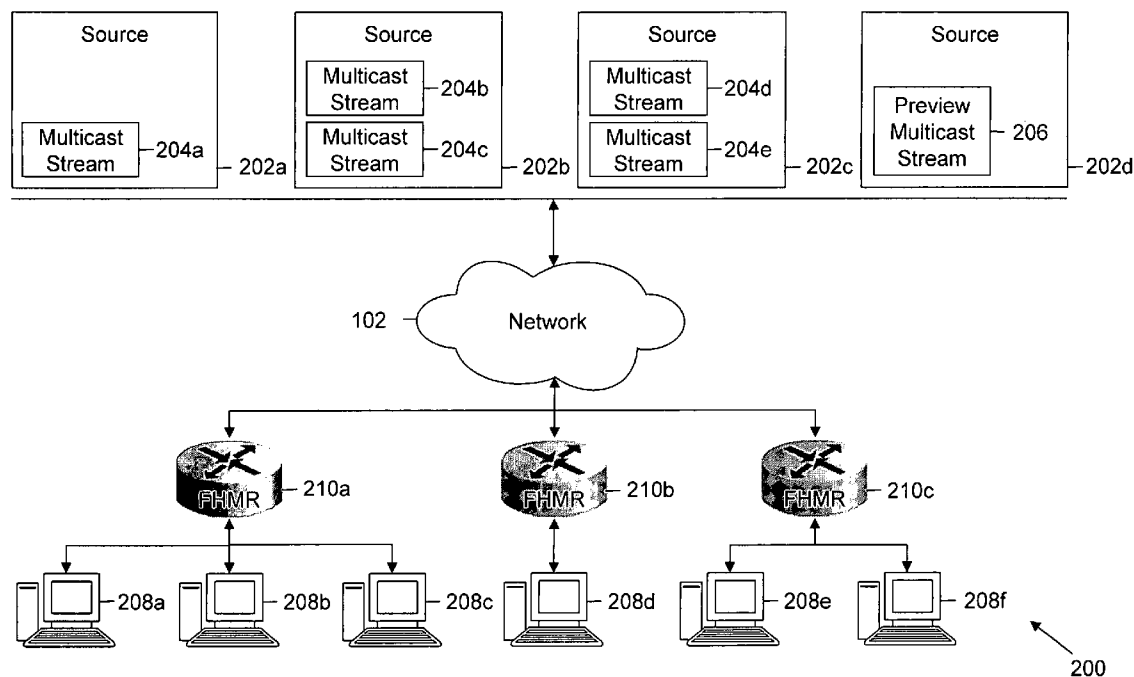 Source
Source
Source
Source
Multicast
Stream
204a
202a
Multicast
Stream
204b
Multicast
Stream
204c
202b
Multicast
Stream
204d
Multicast
Stream
204e
202c
Preview
Multicast
Stream
206
202d
102
Network
FHMR
210a
FHMR
210b
FHMR
210c
208a
208b
208c
208d
208e
208f
200